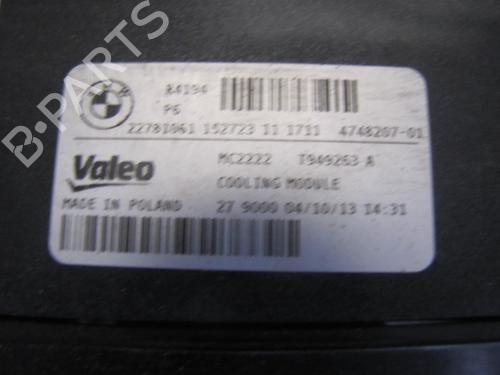 B-PARTS
84194
P6
22781061 152723 11 1711 4748207-01
Valeo MC2222 T949263 A
COOLING MODULE
MADE IN POLAND 27 9000 04/10/13 14:31